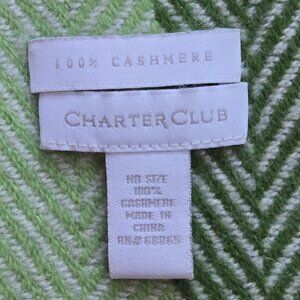 100% CASHMERE
CHARTER CLUB
NO SIZE
100%
CASHMERE
MADE IN
CHINA
RN# 68865